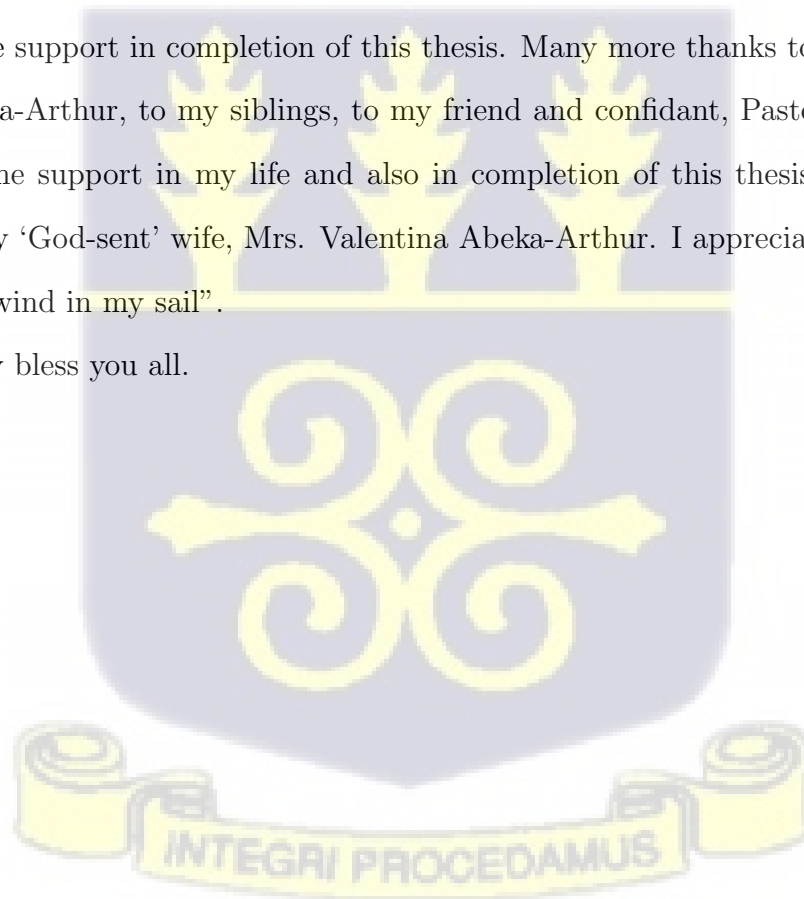 e support in completion of this thesis. Many more thanks to
a-Arthur, to my siblings, to my friend and confidant, Paste
ne support in my life and also in completion of this thesis
y ‘God-sent’ wife, Mrs. Valentina Abeka-Arthur. I apprecia
wind in my sail”.
y bless you all.
INTEGRI PROCEDAMUS